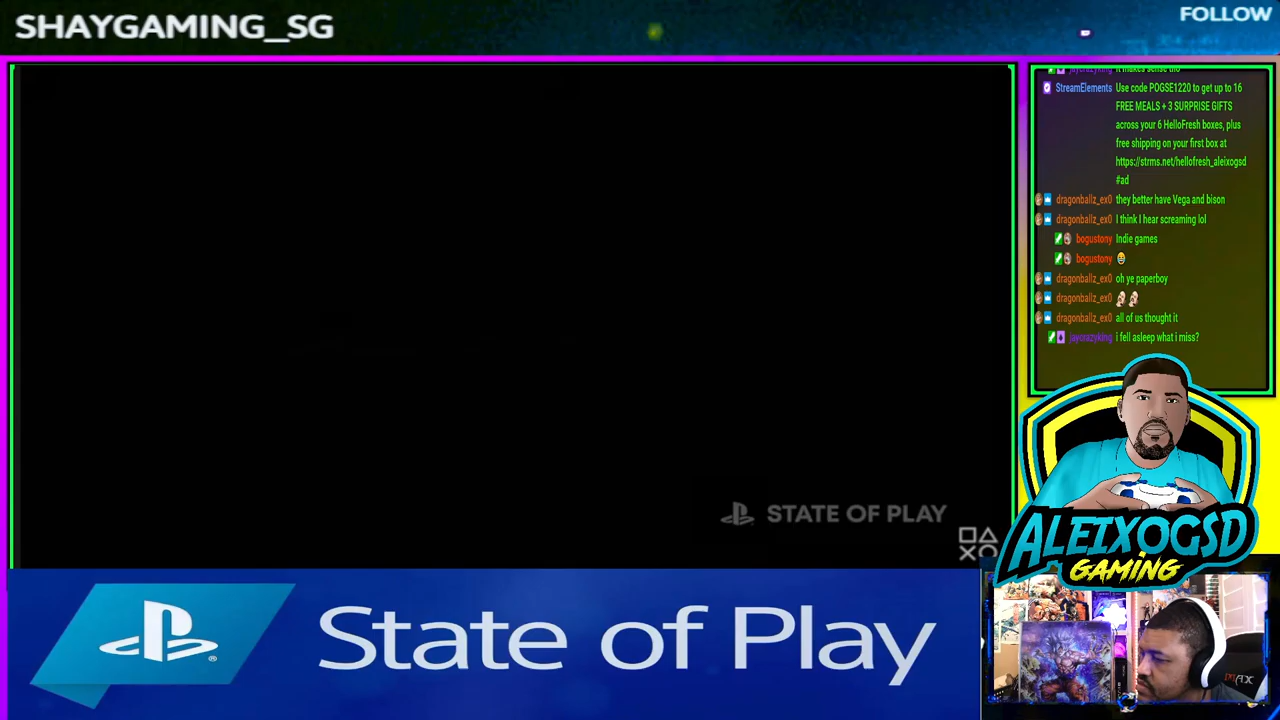 SHAYGAMING_SG
FOLLOW
StreamElements Use code POGSE1220 to get up to 16
FREE MEALS + 3 SURPRISE GIFTS
across your 6 HelloFresh boxes, plus
free shipping on your first box at
https://strms.net/hellofresh_aleixogsd
#ad
dragonballz_ex0 they better have Vega and bison
dragonballz_ex0 I think I hear screaming lol
bogustony Indie games
bogustony 😂
dragonballz_ex0 oh ye paperboy
dragonballz_ex0
dragonballz_ex0 all of us thought it
jaycrazyking i fell asleep what i miss?
STATE OF PLAY
ALEIXOGSD
GAMING
State of Play